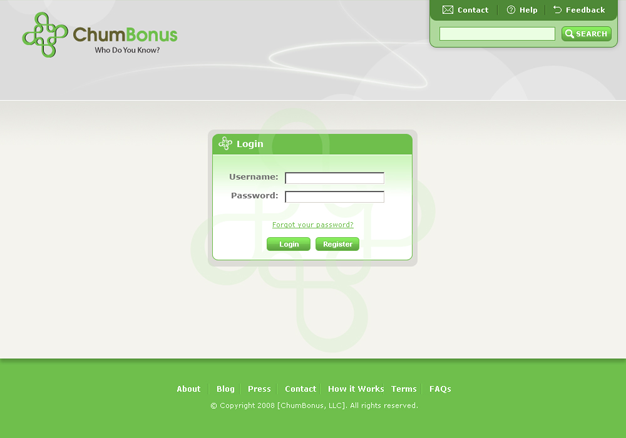 Contact Help Feedback
ChumBonus
Who Do You Know?
SEARCH
Login
Username:
Password:
Forgot your password?
Login Register
About Blog Press Contact How it Works Terms FAQs
© Copyright 2008 [ChumBonus, LLC]. All rights reserved.